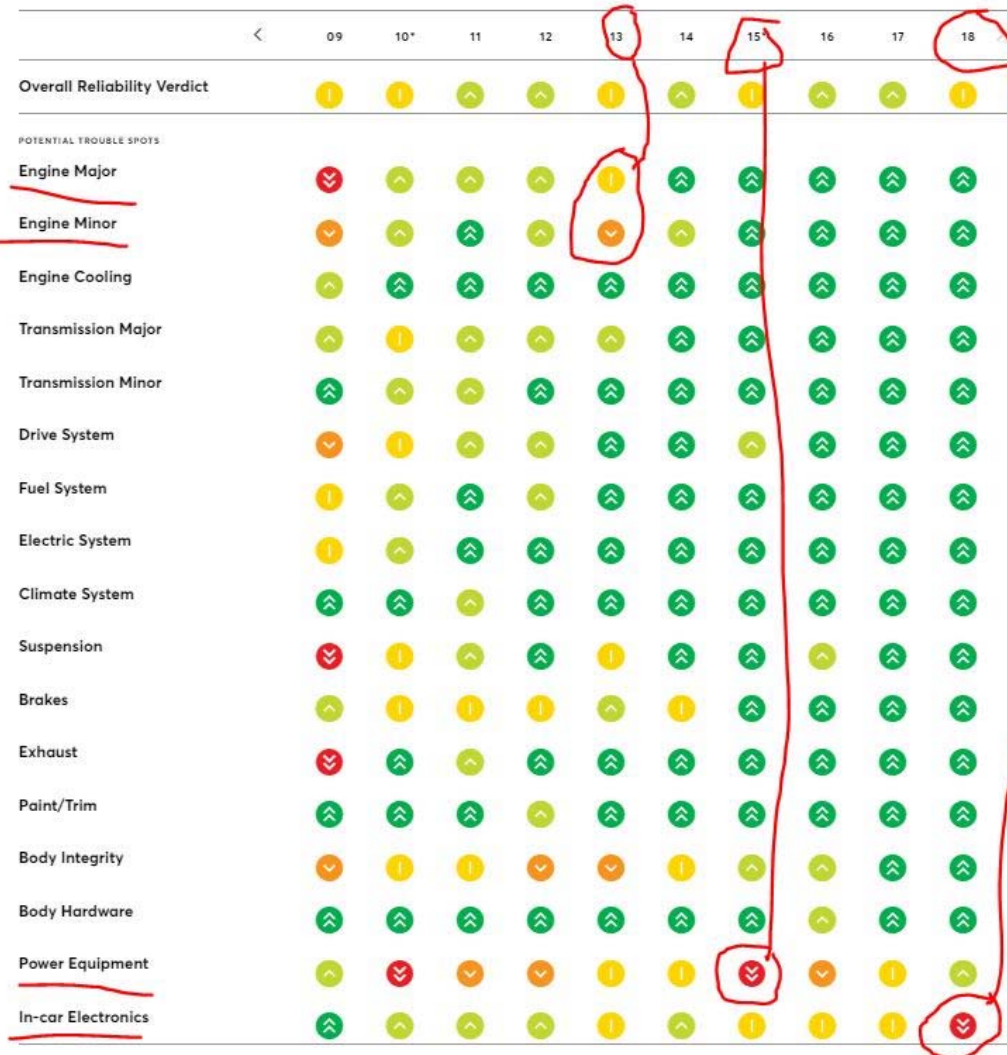 09 10* 11 12 13 14 15* 16 17 18
Overall Reliability Verdict
POTENTIAL TROUBLE SPOTS
Engine Major
Engine Minor
Engine Cooling
Transmission Major
Transmission Minor
Drive System
Fuel System
Electric System
Climate System
Suspension
Brakes
Exhaust
Paint/Trim
Body Integrity
Body Hardware
Power Equipment
In-car Electronics